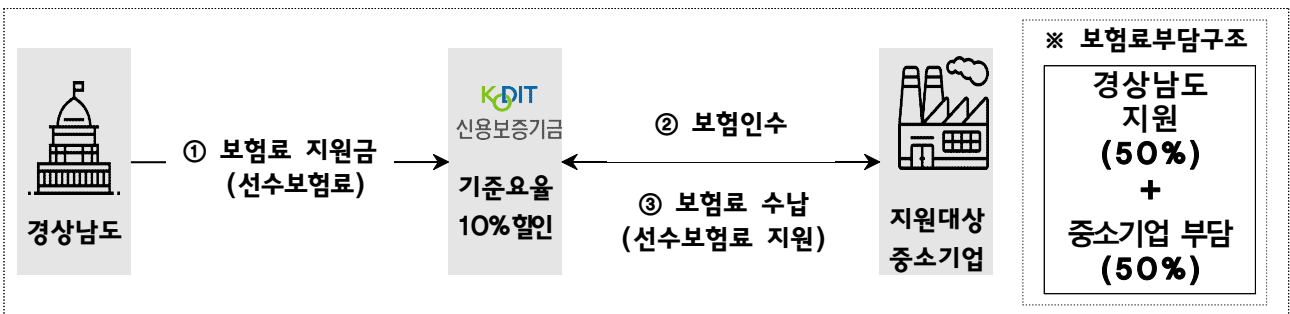 경상남도
① 보험료 지원금
(선수보험료)
KODIT
신용보증기금
기준요율
10% 할인
② 보험인수
③ 보험료 수납
(선수보험료 지원)
지원대상
중소기업
※ 보험료부담구조
경상남도
지원
(50%)
+
중소기업 부담
(50%)